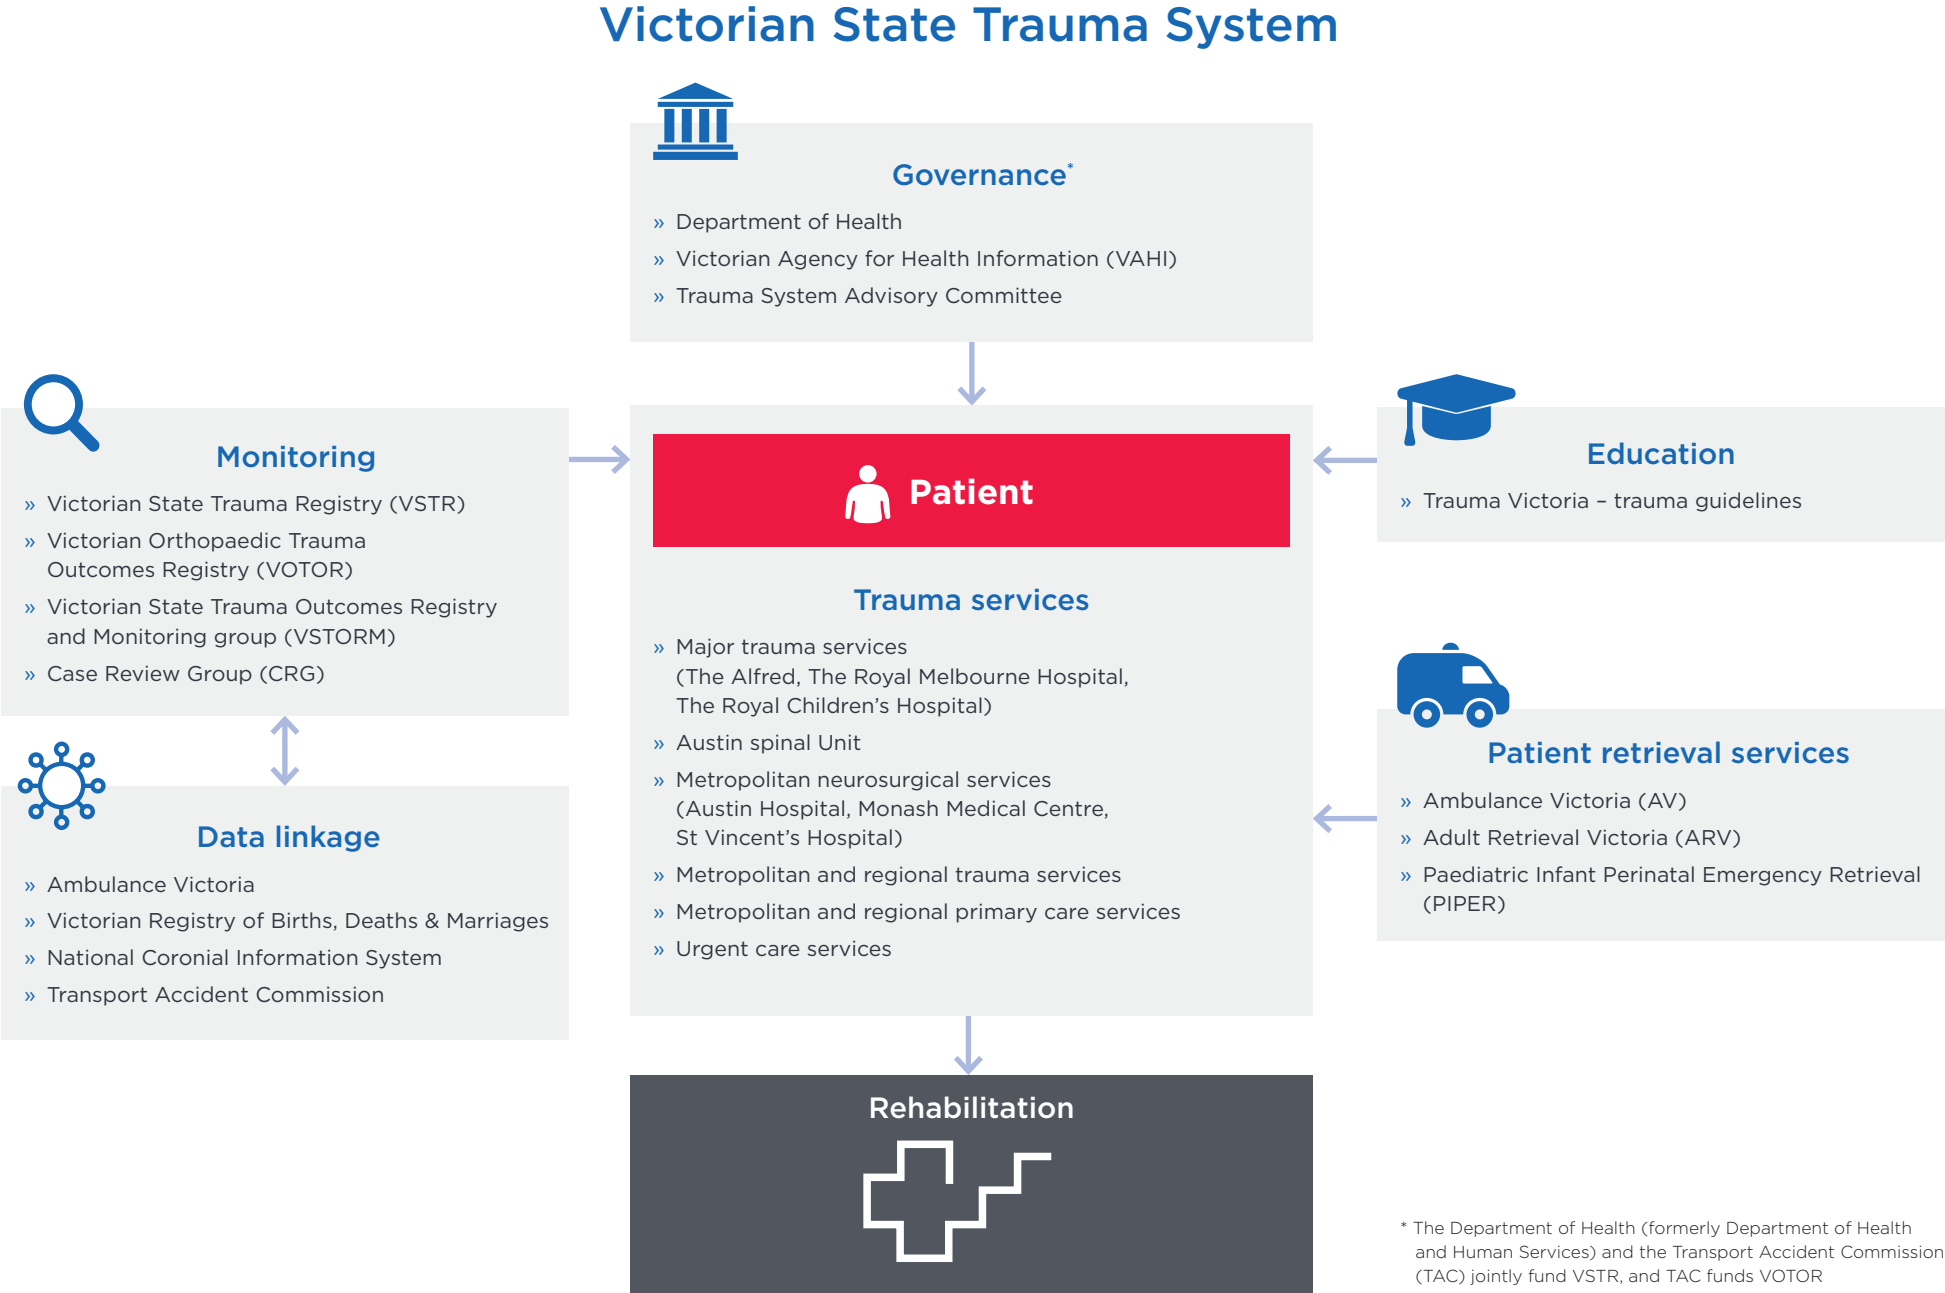 Victorian State Trauma System
Governance*
» Department of Health
» Victorian Agency for Health Information (VAHI)
» Trauma System Advisory Committee
Monitoring
» Victorian State Trauma Registry (VSTR)
» Victorian Orthopaedic Trauma
Outcomes Registry (VOTOR)
» Victorian State Trauma Outcomes Registry
and Monitoring group (VSTORM)
» Case Review Group (CRG)
Data linkage
» Ambulance Victoria
» Victorian Registry of Births, Deaths & Marriages
» National Coronial Information System
» Transport Accident Commission
Patient
Trauma services
» Major trauma services
(The Alfred, The Royal Melbourne Hospital,
The Royal Children’s Hospital)
» Austin spinal Unit
» Metropolitan neurosurgical services
(Austin Hospital, Monash Medical Centre,
St Vincent’s Hospital)
» Metropolitan and regional trauma services
» Metropolitan and regional primary care services
» Urgent care services
Education
» Trauma Victoria – trauma guidelines
Patient retrieval services
» Ambulance Victoria (AV)
» Adult Retrieval Victoria (ARV)
» Paediatric Infant Perinatal Emergency Retrieval
(PIPER)
Rehabilitation
* The Department of Health (formerly Department of Health
and Human Services) and the Transport Accident Commission
(TAC) jointly fund VSTR, and TAC funds VOTOR